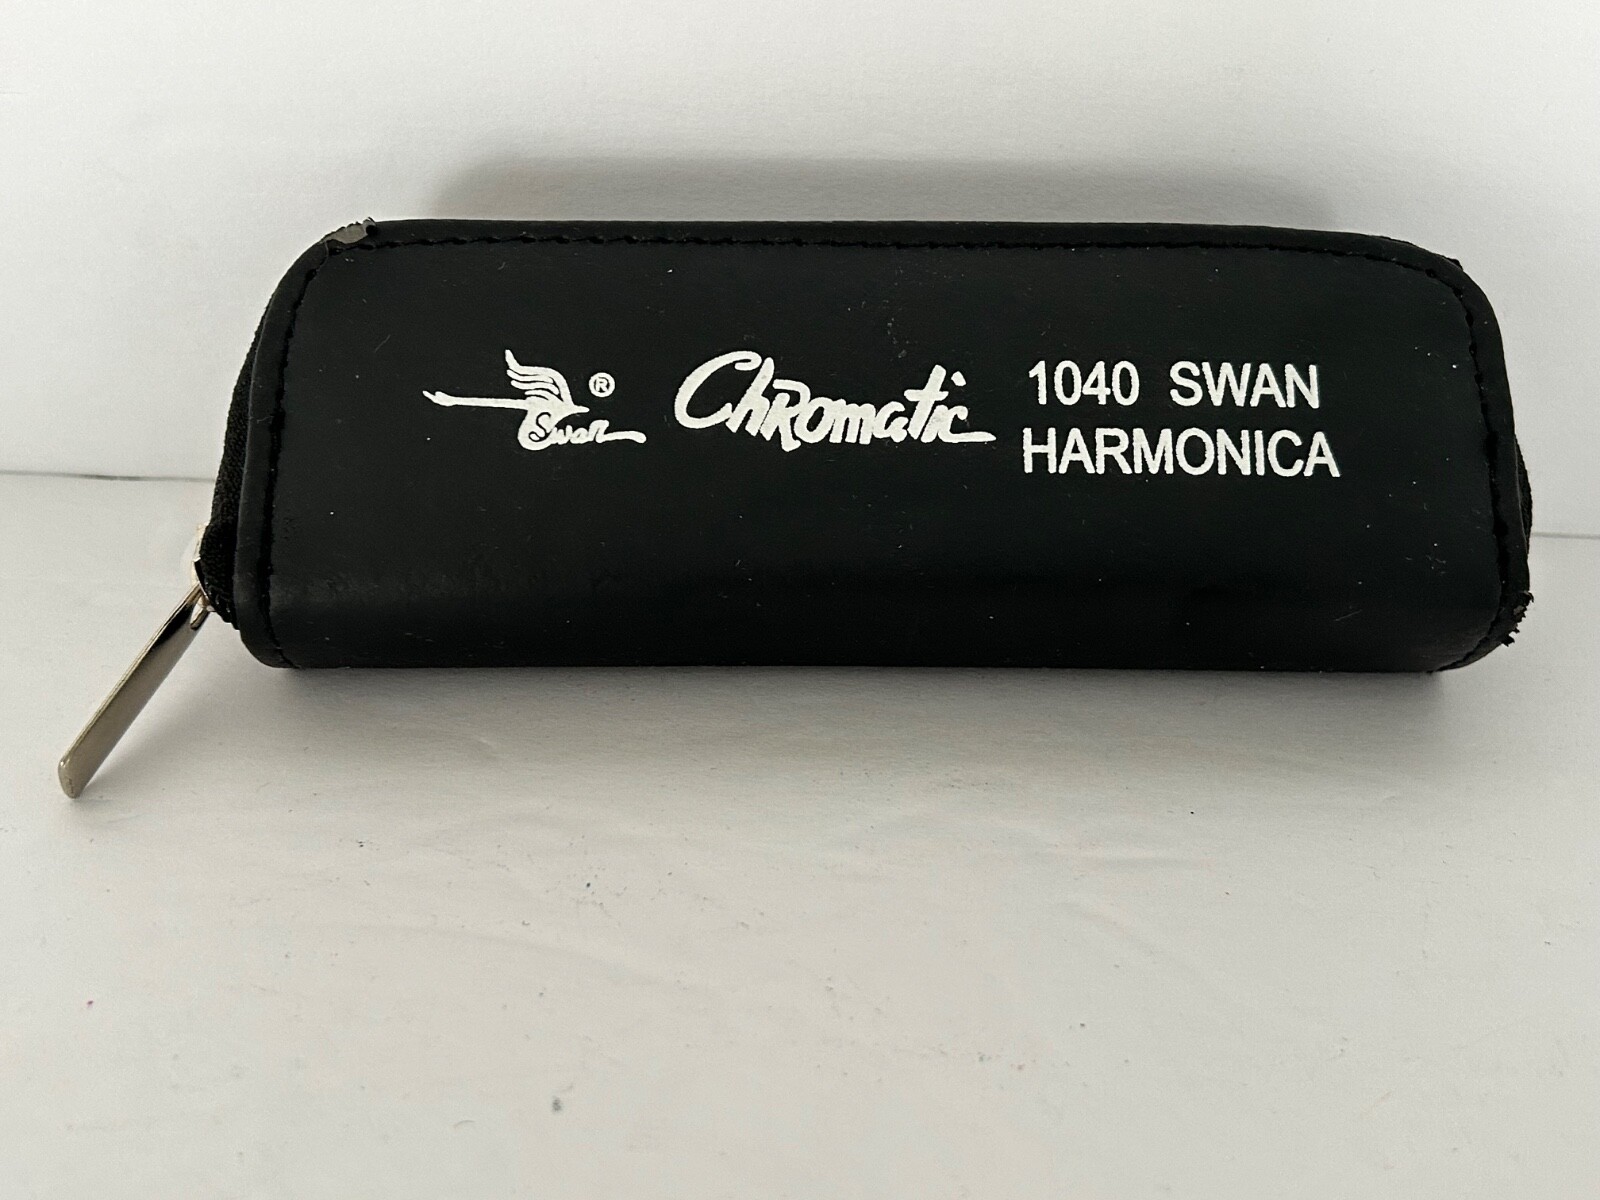 Swan ®
Chromatic
1040 SWAN
HARMONICA